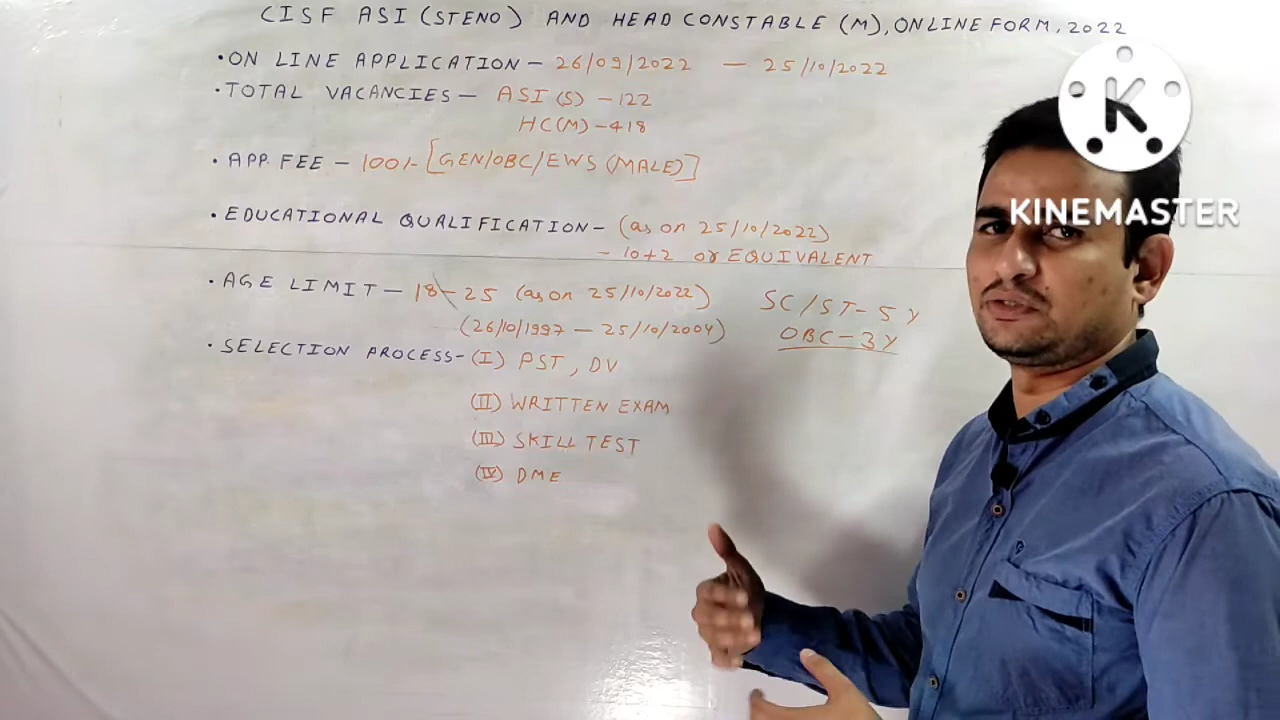 CISF ASI (STENO) AND HEAD CONSTABLE (M), ONLINE FORM, 2022
• ON LINE APPLICATION - 26/09/2022 - 25/10/2022
• TOTAL VACANCIES - ASI (S) - 122
HC(M) - 418
• APP. FEE - 100/- [GEN/OBC/EWS (MALE)]
• EDUCATIONAL QUALIFICATION - (as on 25/10/2022)
- 10+2 or EQUIVALENT
• AGE LIMIT - 18-25 (as on 25/10/2022) SC/ST - 5 Y
(26/10/1997 - 25/10/2004) OBC - 3Y
• SELECTION PROCESS - (I) PST, DV
(II) WRITTEN EXAM
(III) SKILL TEST
(IV) DME
K
KINEMASTER